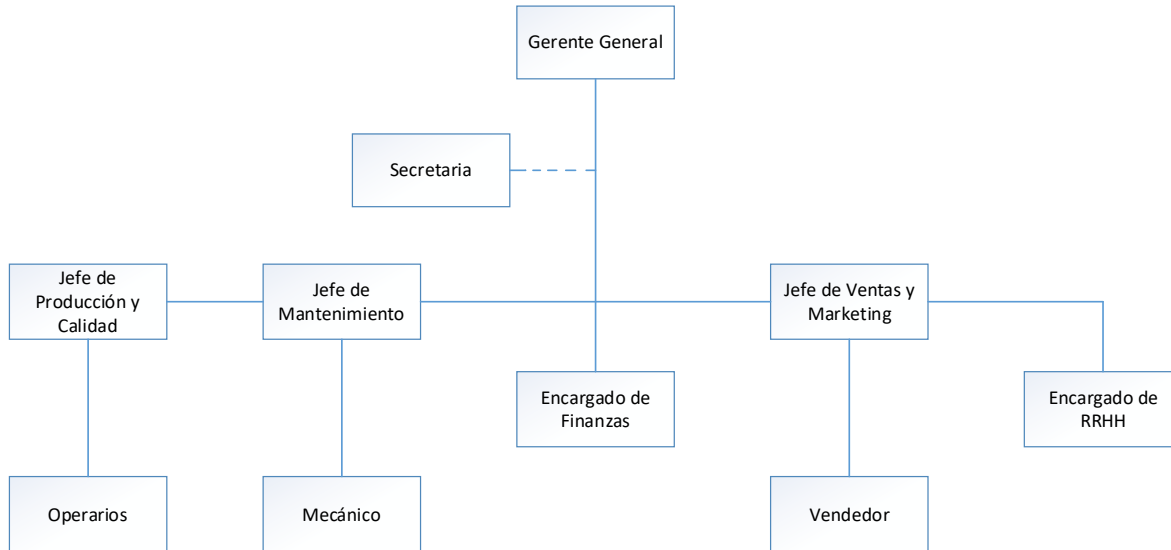 Gerente General
Secretaria
Jefe de
Producción y
Calidad
Jefe de
Mantenimiento
Jefe de Ventas y
Marketing
Encargado de
Finanzas
Encargado de
RRHH
Operarios
Mecánico
Vendedor